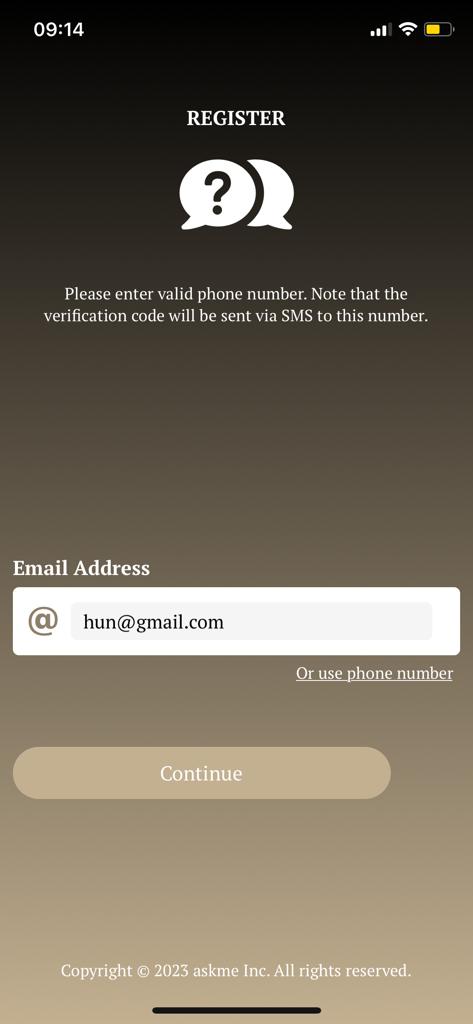 09:14
REGISTER
?
Please enter valid phone number. Note that the
verification code will be sent via SMS to this number.
Email Address
@ hun@gmail.com
Or use phone number
Continue
Copyright © 2023 askme Inc. All rights reserved.